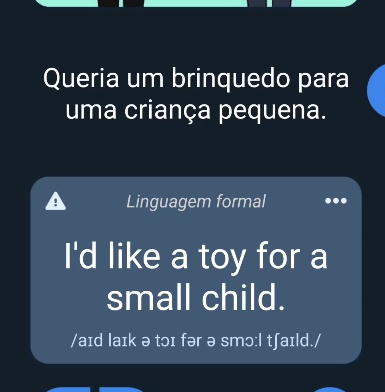 Queria um brinquedo para
uma criança pequena.
Linguagem formal
I'd like a toy for a
small child.
/aɪd laɪk ə tɔɪ fər ə smɔːl tʃaɪld./